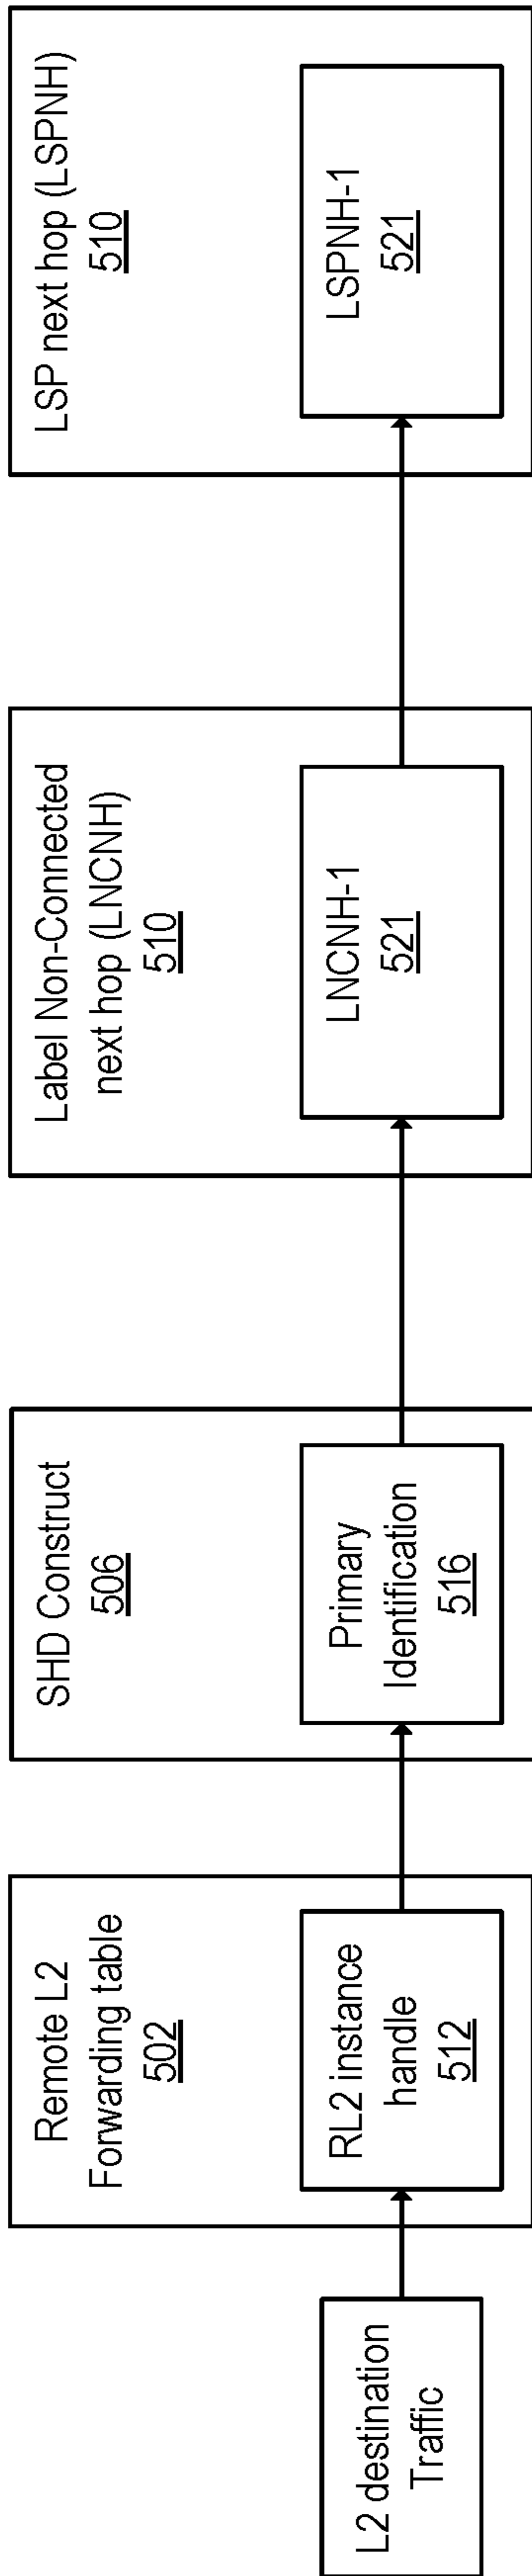 L2 destination
Traffic
Remote L2
Forwarding table
502
RL2 instance
handle
512
SHD Construct
506
Primary
Identification
516
Label Non-Connected
next hop (LNCNH)
510
LNCNH-1
521
LSP next hop (LSPNH)
510
LSPNH-1
521